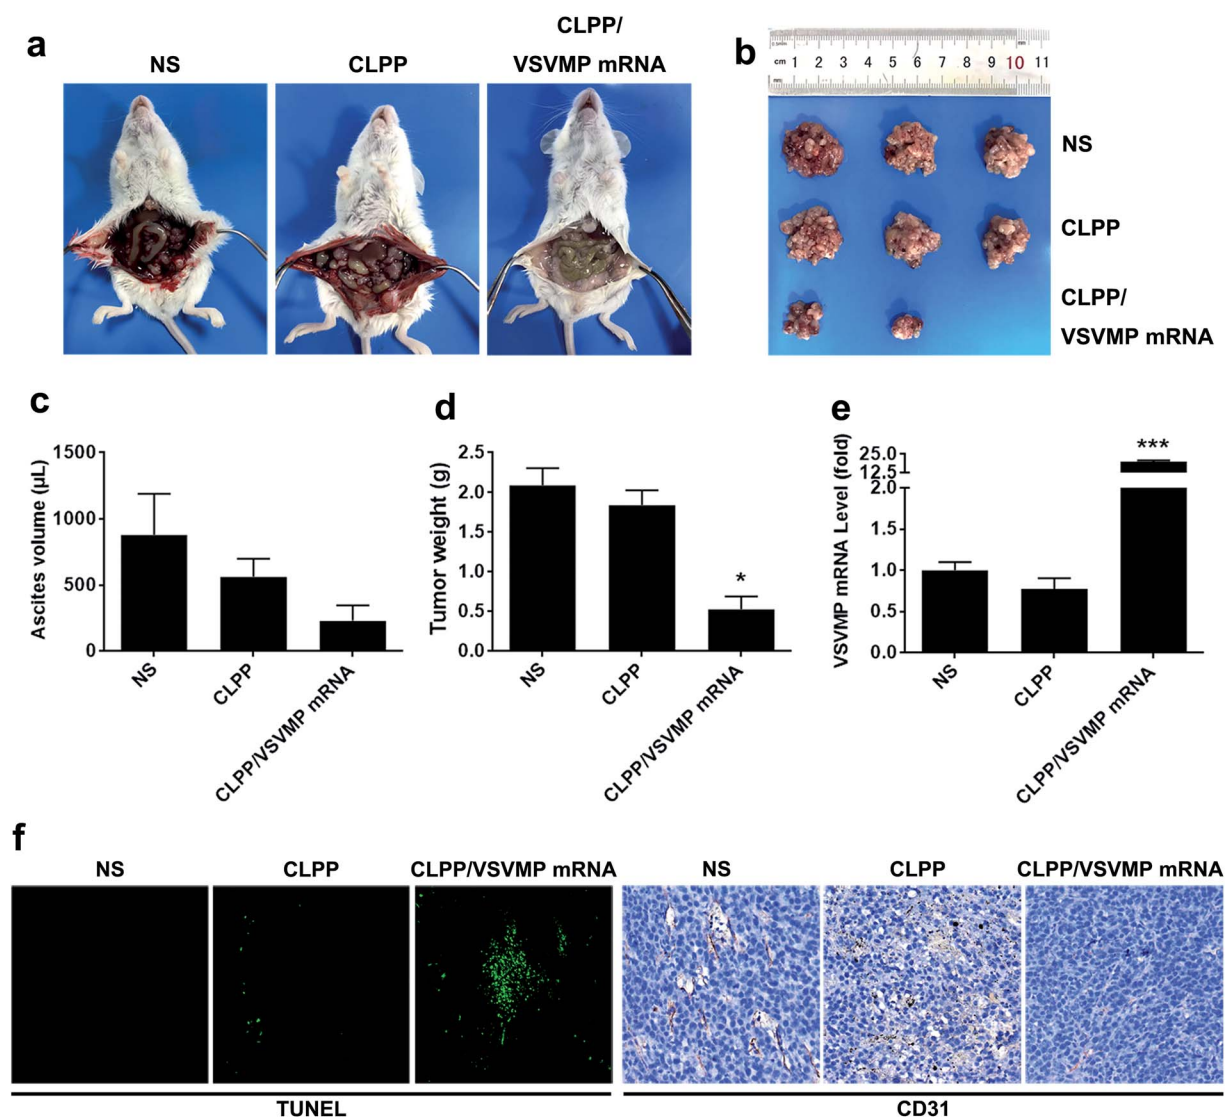 a
NS
CLPP
CLPP/
VSVMP mRNA
b
0.5mm
mm
cm 1 2 3 4 5 6 7 8 9 10 11
mm
NS
CLPP
CLPP/
VSVMP mRNA
c
Ascites volume (μL)
1500
1000
500
0
NS
CLPP
CLPP/VSVMP mRNA
d
Tumor weight (g)
2.5
2.0
1.5
1.0
0.5
0.0
*
NS
CLPP
CLPP/VSVMP mRNA
e
VSVMP mRNA Level (fold)
25.0
12.5
2.0
1.5
1.0
0.5
0.0
***
NS
CLPP
CLPP/VSVMP mRNA
f
NS
CLPP
CLPP/VSVMP mRNA
NS
CLPP
CLPP/VSVMP mRNA
TUNEL
CD31